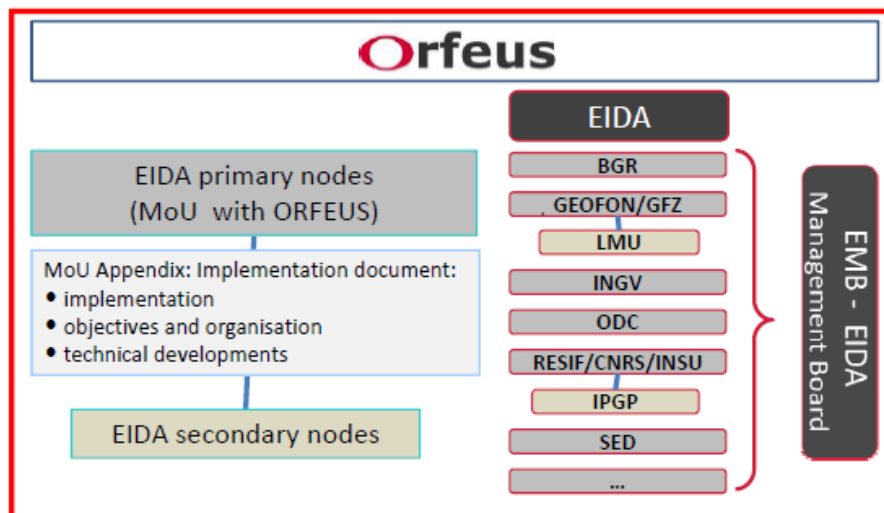 Orfeus
EIDA primary nodes
(MoU with ORFEUS)
MoU Appendix: Implementation document:
• implementation
• objectives and organisation
• technical developments
EIDA secondary nodes
EIDA
BGR
GEOFON/GFZ
LMU
INGV
ODC
RESIF/CNRS/INSU
IPGP
SED
...
EMB - EIDA
Management Board